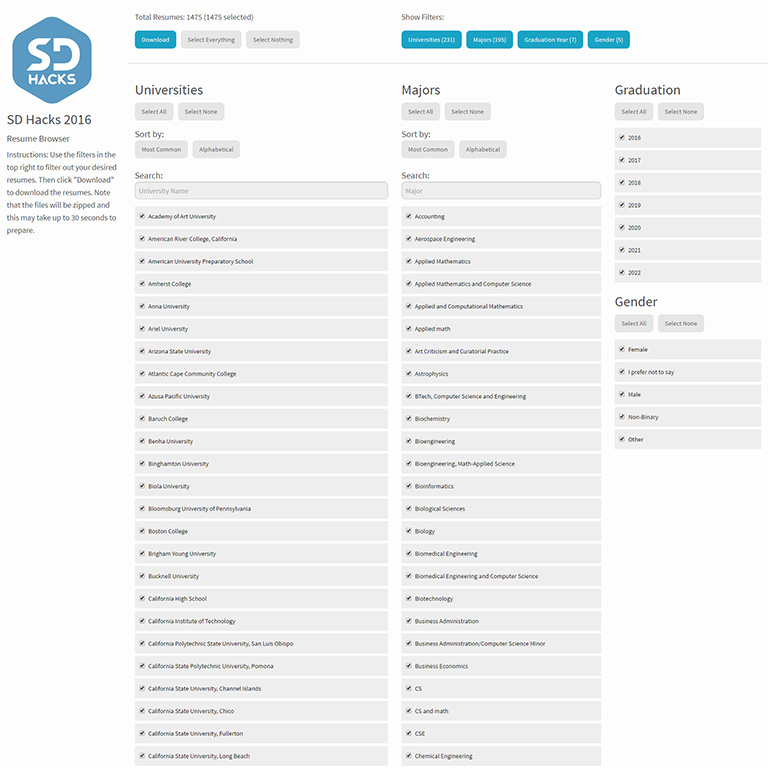 SD
HACKS
SD Hacks 2016
Resume Browser
Instructions: Use the filters in the
top right to filter out your desired
resumes. Then click "Download"
to download the resumes. Note
that the files will be zipped and
this may take up to 30 seconds to
prepare.
Total Resumes: 1475 (1475 selected)
Download
Select Everything
Select Nothing
Show Filters:
Universities (231)
Majors (195)
Graduation Year (7)
Gender (5)
Universities
Select All
Select None
Sort by:
Most Common
Alphabetical
Search:
University Name
Academy of Art University
American River College, California
American University Preparatory School
Amherst College
Anna University
Ariel University
Arizona State University
Atlantic Cape Community College
Azusa Pacific University
Baruch College
Benha University
Binghamton University
Biola University
Bloomsburg University of Pennsylvania
Boston College
Brigham Young University
Bucknell University
California High School
California Institute of Technology
California Polytechnic State University, San Luis Obispo
California State Polytechnic University, Pomona
California State University, Channel Islands
California State University, Chico
California State University, Fullerton
California State University, Long Beach
Majors
Select All
Select None
Sort by:
Most Common
Alphabetical
Search:
Major
Accounting
Aerospace Engineering
Applied Mathematics
Applied Mathematics and Computer Science
Applied and Computational Mathematics
Applied math
Art Criticism and Curatorial Practice
Astrophysics
BTech, Computer Science and Engineering
Biochemistry
Bioengineering
Bioengineering, Math-Applied Science
Bioinformatics
Biological Sciences
Biology
Biomedical Engineering
Biomedical Engineering and Computer Science
Biotechnology
Business Administration
Business Administration/Computer Science Minor
Business Economics
CS
CS and math
CSE
Chemical Engineering
Graduation
Select All
Select None
2016
2017
2018
2019
2020
2021
2022
Gender
Select All
Select None
Female
I prefer not to say
Male
Non-Binary
Other